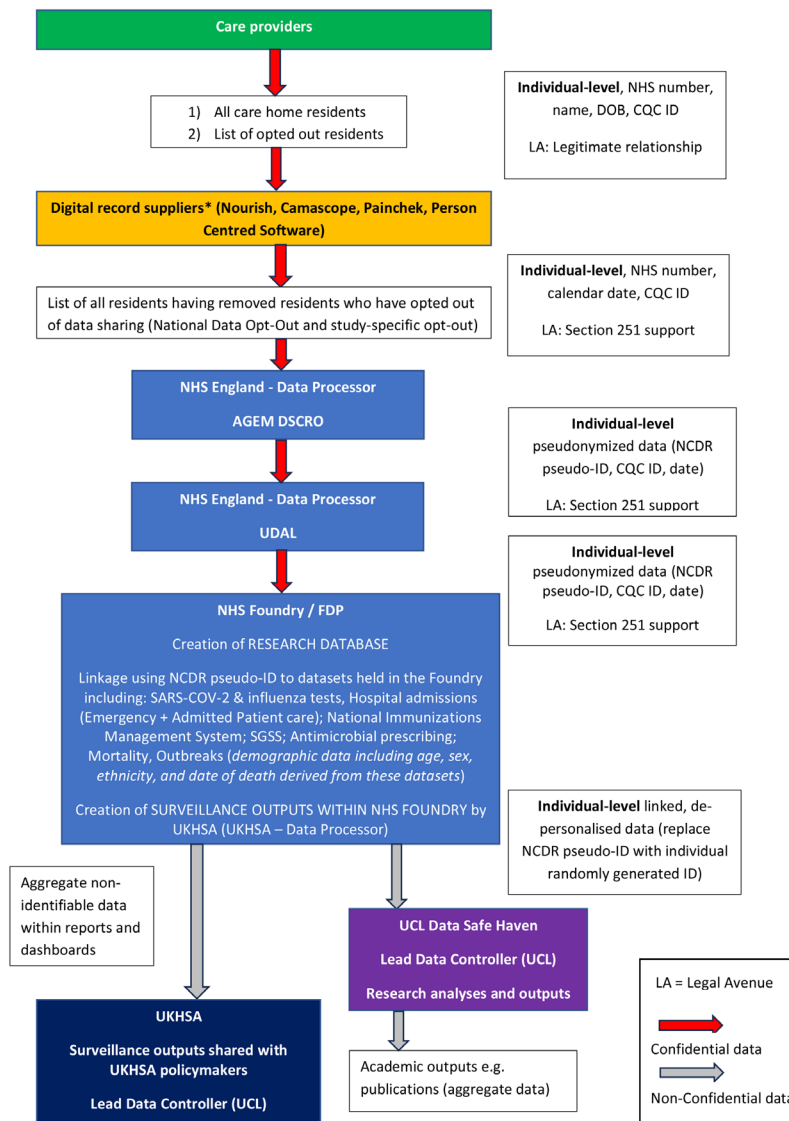 Care providers
1) All care home residents
2) List of opted out residents
Individual-level, NHS number,
name, DOB, CQC ID
LA: Legitimate relationship
Digital record suppliers* (Nourish, Camascope, Painchek, Person
Centred Software)
List of all residents having removed residents who have opted out
of data sharing (National Data Opt-Out and study-specific opt-out)
Individual-level, NHS number,
calendar date, CQC ID
LA: Section 251 support
NHS England - Data Processor
AGEM DSCRO
Individual-level
pseudonymized data (NCDR
pseudo-ID, CQC ID, date)
LA: Section 251 support
NHS England - Data Processor
UDAL
Individual-level
pseudonymized data (NCDR
pseudo-ID, CQC ID, date)
LA: Section 251 support
NHS Foundry / FDP
Creation of RESEARCH DATABASE
Linkage using NCDR pseudo-ID to datasets held in the Foundry
including: SARS-COV-2 & influenza tests, Hospital admissions
(Emergency + Admitted Patient care); National Immunizations
Management System; SGSS; Antimicrobial prescribing;
Mortality, Outbreaks (demographic data including age, sex,
ethnicity, and date of death derived from these datasets)
Creation of SURVEILLANCE OUTPUTS WITHIN NHS FOUNDRY by
UKHSA (UKHSA – Data Processor)
Individual-level linked, de-
personalised data (replace
NCDR pseudo-ID with individual
randomly generated ID)
Aggregate non-
identifiable data
within reports and
dashboards
UCL Data Safe Haven
Lead Data Controller (UCL)
Research analyses and outputs
UKHSA
Surveillance outputs shared with
UKHSA policymakers
Lead Data Controller (UCL)
Academic outputs e.g.
publications (aggregate data)
LA = Legal Avenue
Confidential data
Non-Confidential data